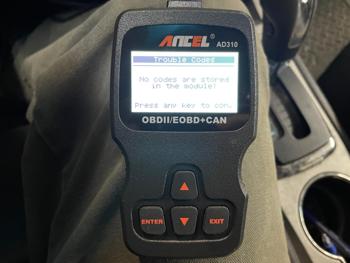 ANCEL
AD310
Trouble Codes
No codes are stored
in the module!
Press any key to con.
OBDII/EOBD+CAN
ENTER
EXIT